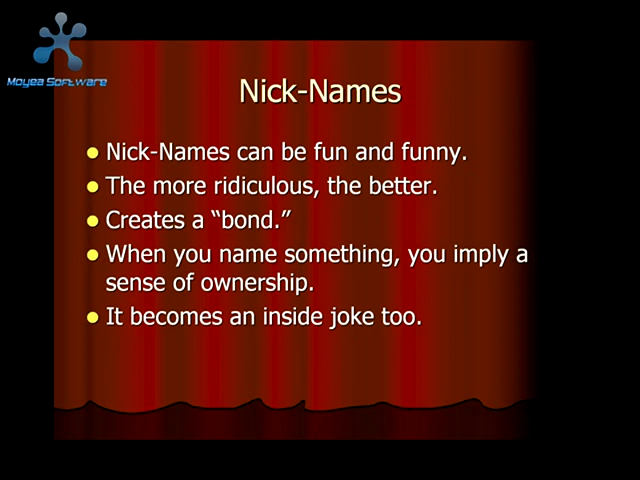 Moyea Software
Nick-Names
Nick-Names can be fun and funny.
The more ridiculous, the better.
Creates a “bond.”
When you name something, you imply a
sense of ownership.
It becomes an inside joke too.